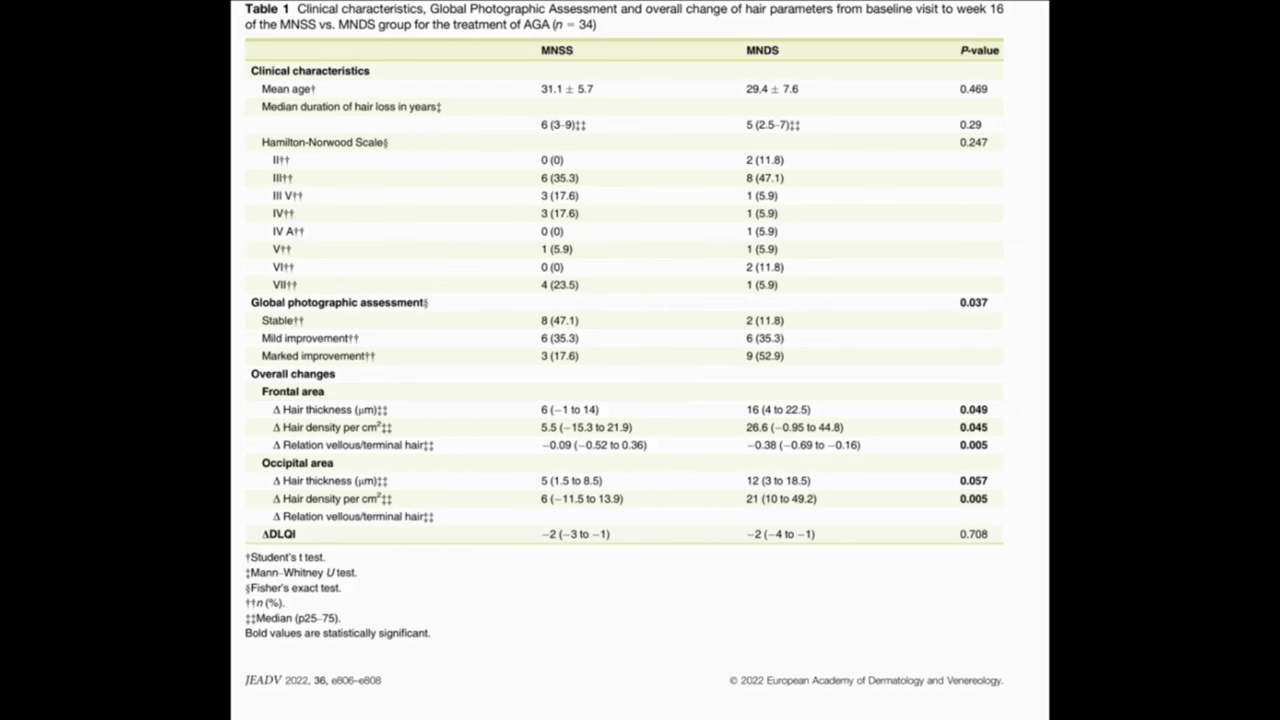 Table 1 Clinical characteristics, Global Photographic Assessment and overall change of hair parameters from baseline visit to week 16
of the MNSS vs. MNDS group for the treatment of AGA (n = 34)
MNSS MNDS P-value
Clinical characteristics
Mean age† 31.1 ± 5.7 29.4 ± 7.6 0.469
Median duration of hair loss in years‡
6 (3–9)‡‡ 5 (2.5–7)‡‡ 0.29
Hamilton-Norwood Scale§ 0.247
II†† 0 (0) 2 (11.8)
III†† 6 (35.3) 8 (47.1)
III V†† 3 (17.6) 1 (5.9)
IV†† 3 (17.6) 1 (5.9)
IV A†† 0 (0) 1 (5.9)
V†† 1 (5.9) 1 (5.9)
VI†† 0 (0) 2 (11.8)
VII†† 4 (23.5) 1 (5.9)
Global photographic assessment§ 0.037
Stable†† 8 (47.1) 2 (11.8)
Mild improvement†† 6 (35.3) 6 (35.3)
Marked improvement†† 3 (17.6) 9 (52.9)
Overall changes
Frontal area
Δ Hair thickness (μm)‡‡ 6 (−1 to 14) 16 (4 to 22.5) 0.049
Δ Hair density per cm²‡‡ 5.5 (−15.3 to 21.9) 26.6 (−0.95 to 44.8) 0.045
Δ Relation vellous/terminal hair‡‡ −0.09 (−0.52 to 0.36) −0.38 (−0.69 to −0.16) 0.005
Occipital area
Δ Hair thickness (μm)‡‡ 5 (1.5 to 8.5) 12 (3 to 18.5) 0.057
Δ Hair density per cm²‡‡ 6 (−11.5 to 13.9) 21 (10 to 49.2) 0.005
Δ Relation vellous/terminal hair‡‡
ΔDLQI −2 (−3 to −1) −2 (−4 to −1) 0.708
†Student's t test.
‡Mann–Whitney U test.
§Fisher's exact test.
††n (%).
‡‡Median (p25–75).
Bold values are statistically significant.
JEADV 2022, 36, e806–e808 © 2022 European Academy of Dermatology and Venereology.